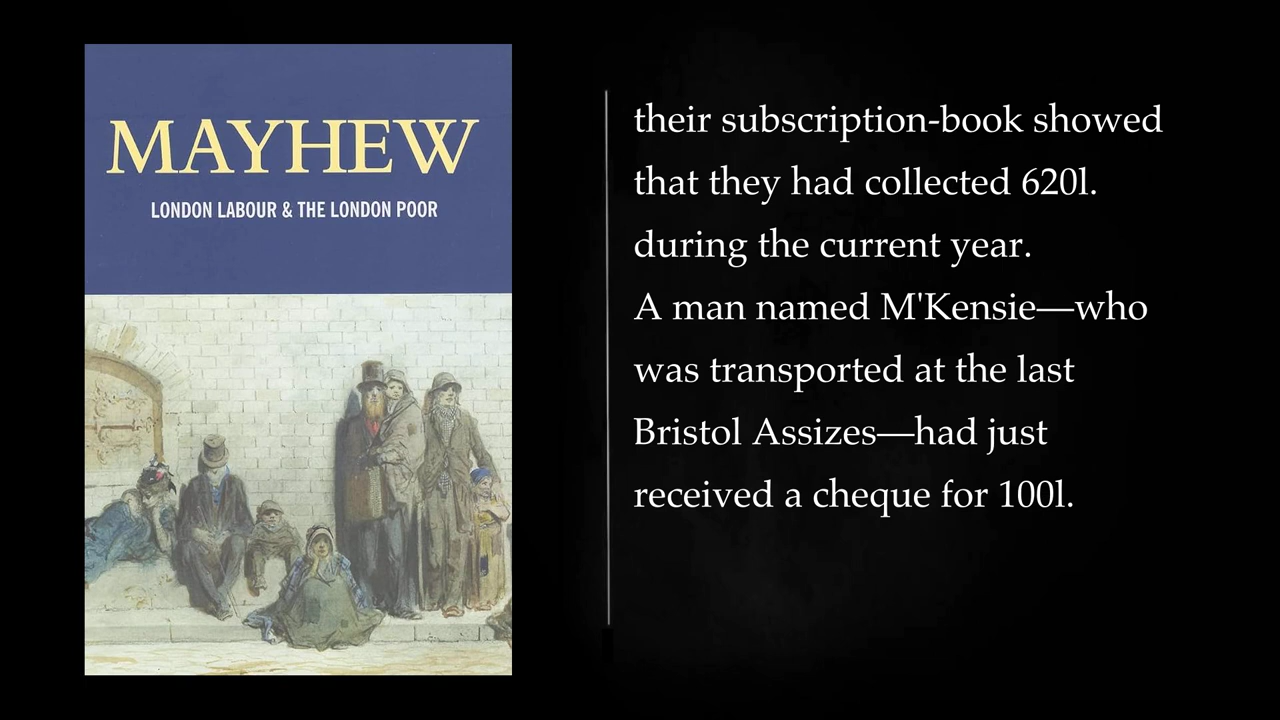 MAYHEW
LONDON LABOUR & THE LONDON POOR
their subscription-book showed
that they had collected 620l.
during the current year.
A man named M'Kensie—who
was transported at the last
Bristol Assizes—had just
received a cheque for 100l.